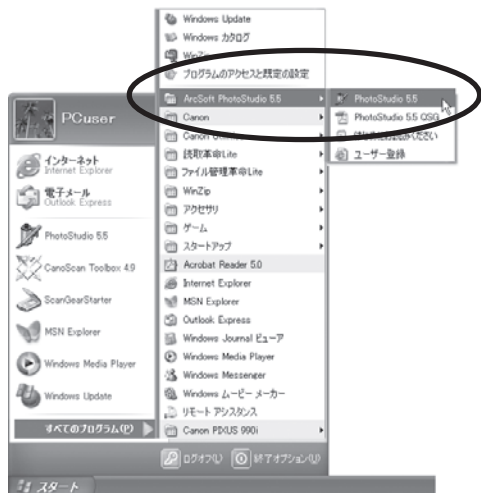 Windows Update
Windows カタログ
WinZip
プログラムのアクセスと既定の設定
ArcSoft PhotoStudio 5.5
Canon
Canon
読取革命Lite
ファイル管理革命Lite
WinZip
アクセサリ
ゲーム
スタートアップ
Acrobat Reader 5.0
Internet Explorer
MSN Explorer
Outlook Express
Windows Journal ビューア
Windows Media Player
Windows Messenger
Windows ムービー メーカー
リモート アシスタンス
Canon PIXUS 990i
PhotoStudio 5.5
PhotoStudio 5.5 QSG
ユーザー登録
PCuser
インターネット
Internet Explorer
電子メール
Outlook Express
PhotoStudio 5.5
CanoScan Toolbox 4.9
ScanGearStarter
MSN Explorer
Windows Media Player
Windows Update
すべてのプログラム(P)
ログオフ(L)
終了オプション(U)
スタート